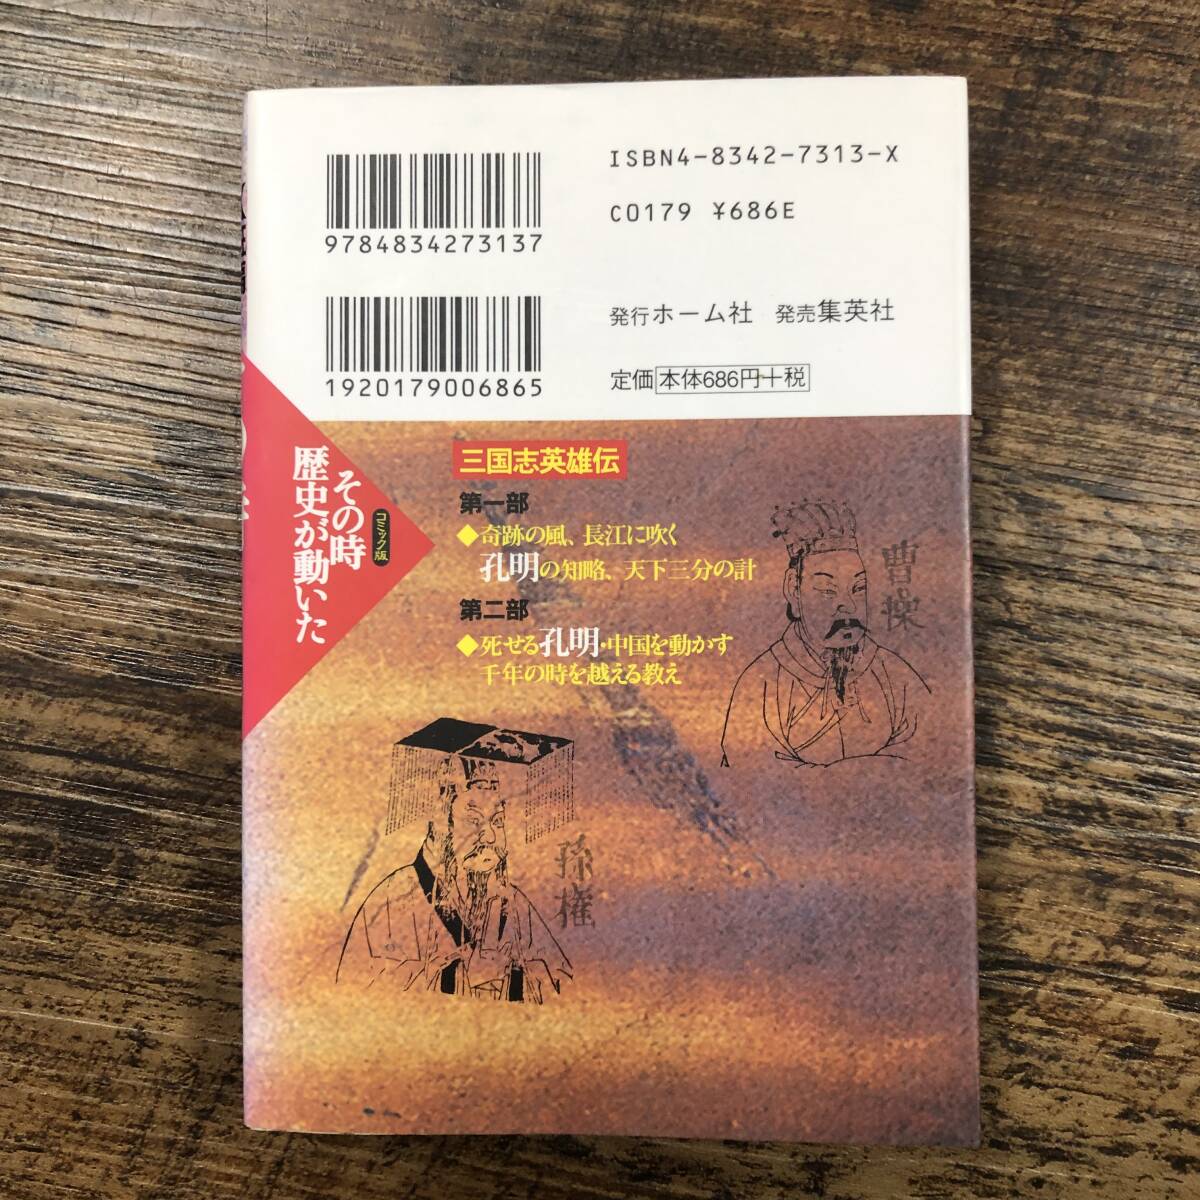 ISBN4-8342-7313-X
C0179 ¥686E
9784834273137
1920179006865
発行ホーム社 発売集英社
定価 本体686円+税
その時
歴史が動いた
コミック版
三国志英雄伝
第一部
◆奇跡の風、長江に吹く
孔明の知略、天下三分の計
第二部
◆死せる孔明・中国を動かす
千年の時を越える教え
曹操
孫権